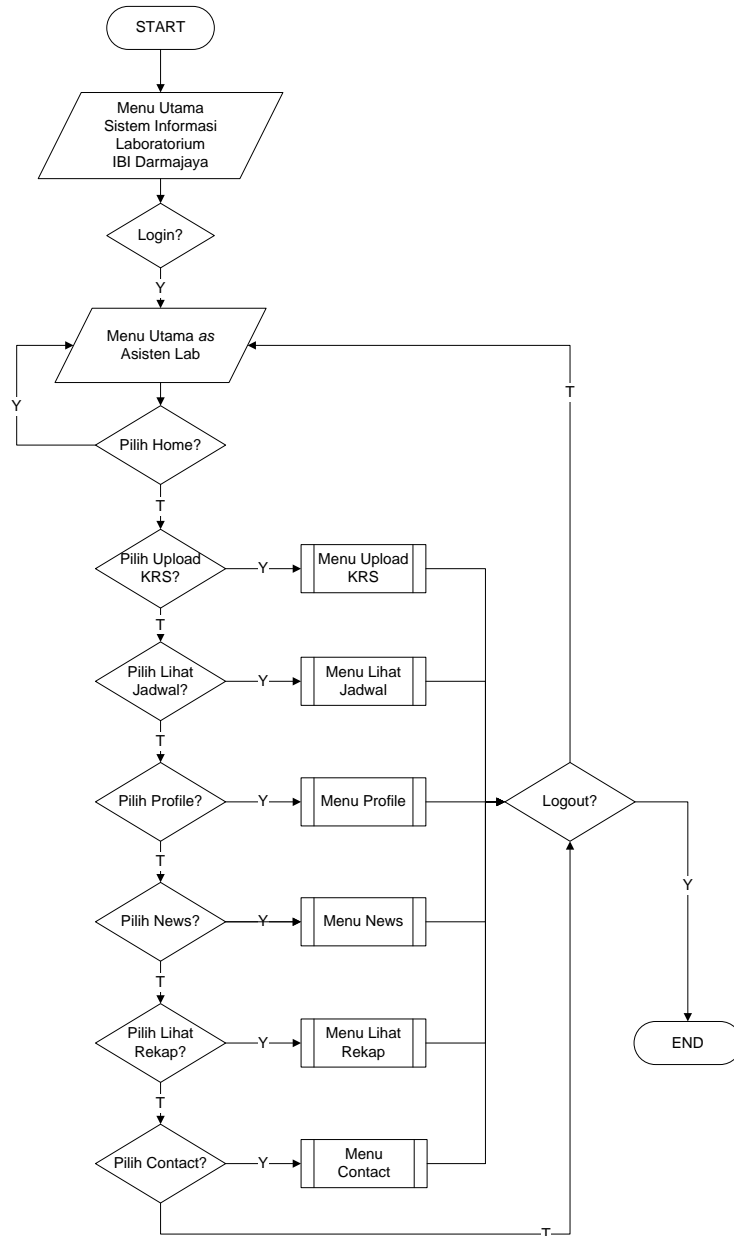 START
Menu Utama
Sistem Informasi
Laboratorium
IBI Darmajaya
Login?
Y
Menu Utama as
Asisten Lab
T
Y
Pilih Home?
T
Pilih Upload
KRS?
Y
Menu Upload
KRS
T
Pilih Lihat
Jadwal?
Y
Menu Lihat
Jadwal
T
Pilih Profile?
Y
Menu Profile
Logout?
T
Y
Pilih News?
Y
Menu News
T
Pilih Lihat
Rekap?
Y
Menu Lihat
Rekap
END
T
Pilih Contact?
Y
Menu
Contact
T